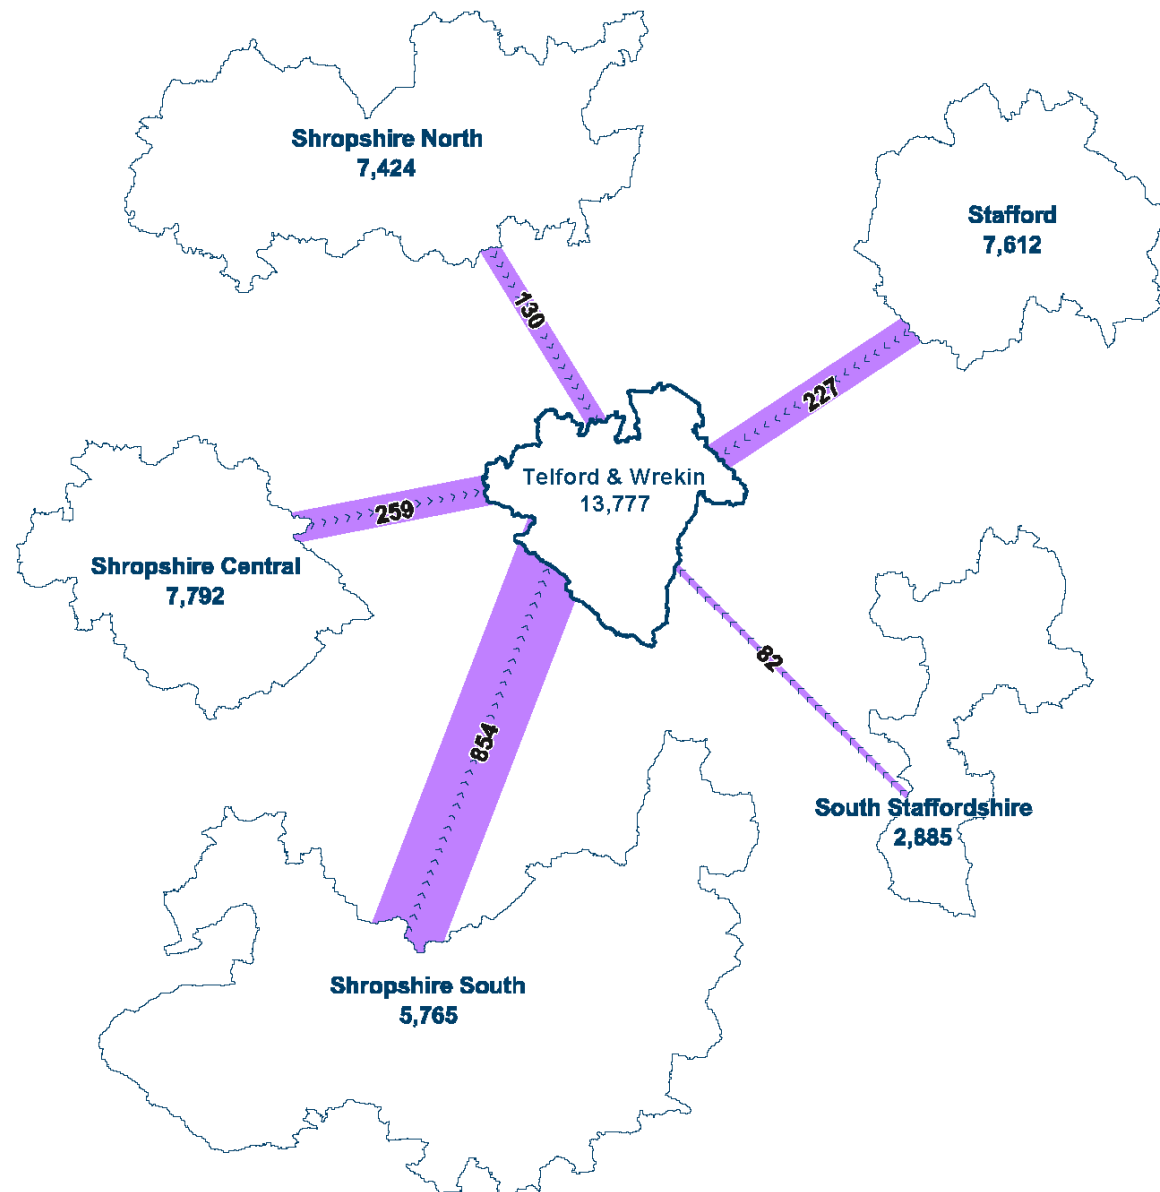 Shropshire North
7,424
Stafford
7,612
130
227
Telford & Wrekin
13,777
259
Shropshire Central
7,792
82
854
South Staffordshire
2,885
Shropshire South
5,765